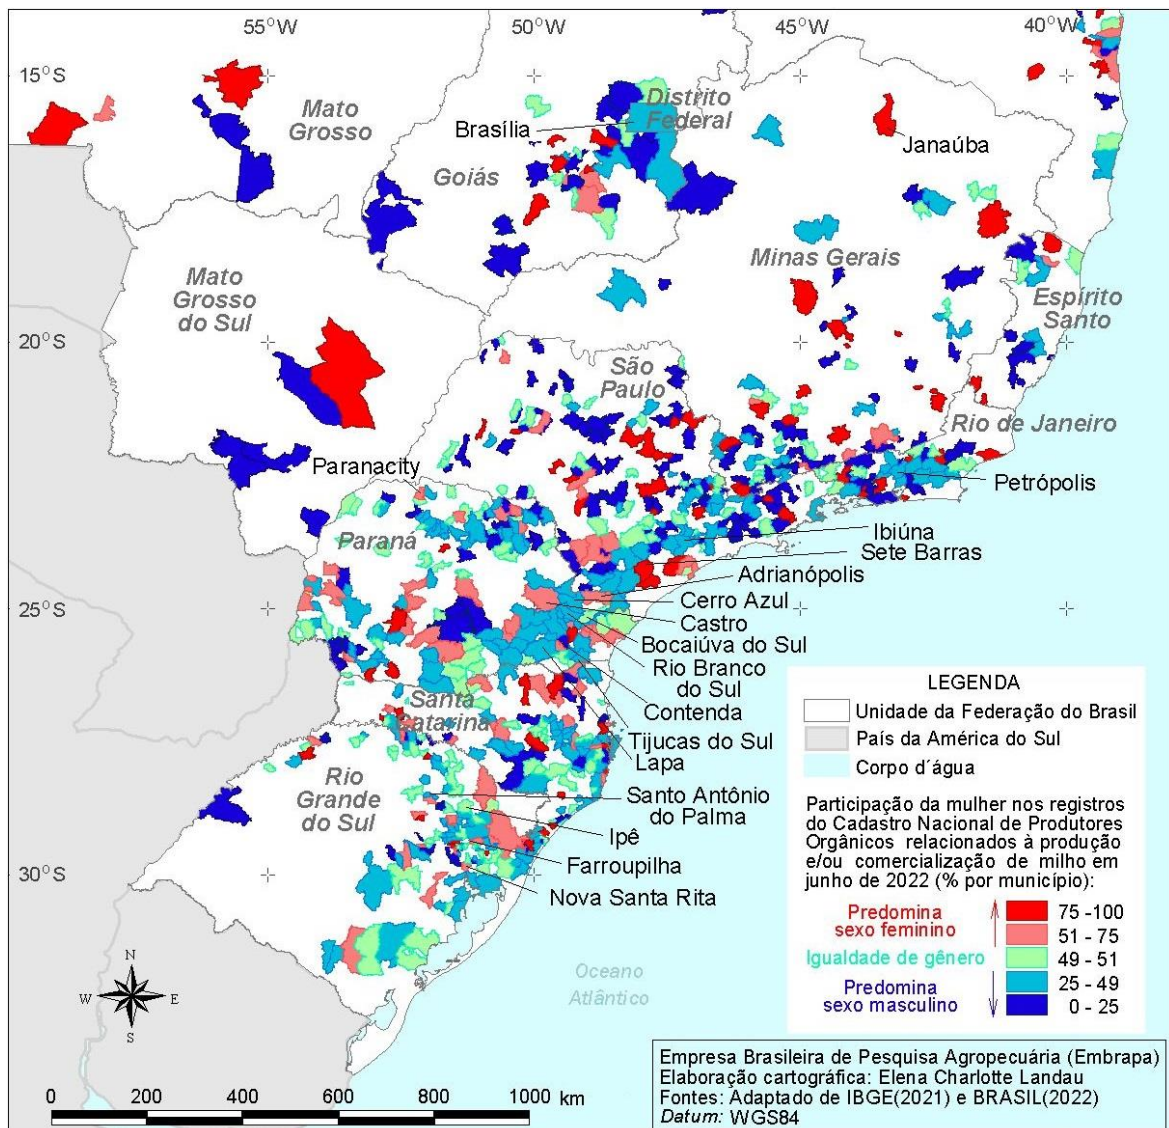 55°W
50°W
45°W
40°W
15°S
Mato
Grosso
Brasília
Distrito
Federal
Janaúba
Goiás
Minas Gerais
Mato
Grosso
do Sul
Espírito
Santo
20°S
São
Paulo
Rio de Janeiro
Paranacity
Petrópolis
Paraná
Ibiúna
Sete Barras
Adrianópolis
25°S
Cerro Azul
Castro
Bocaiúva do Sul
Rio Branco
do Sul
Santa
Catarina
Contenda
Tijucas do Sul
Lapa
Rio
Grande
do Sul
Santo Antônio
do Palma
Ipê
Farroupilha
30°S
Nova Santa Rita
Oceano
Atlântico
LEGENDA
Unidade da Federação do Brasil
País da América do Sul
Corpo d´água
Participação da mulher nos registros
do Cadastro Nacional de Produtores
Orgânicos relacionados à produção
e/ou comercialização de milho em
junho de 2022 (% por município):
Predomina
sexo feminino
75 - 100
51 - 75
Igualdade de gênero
49 - 51
Predomina
sexo masculino
25 - 49
0 - 25
N
W
E
S
0 200 400 600 800 1000 km
Empresa Brasileira de Pesquisa Agropecuária (Embrapa)
Elaboração cartográfica: Elena Charlotte Landau
Fontes: Adaptado de IBGE(2021) e BRASIL(2022)
Datum: WGS84